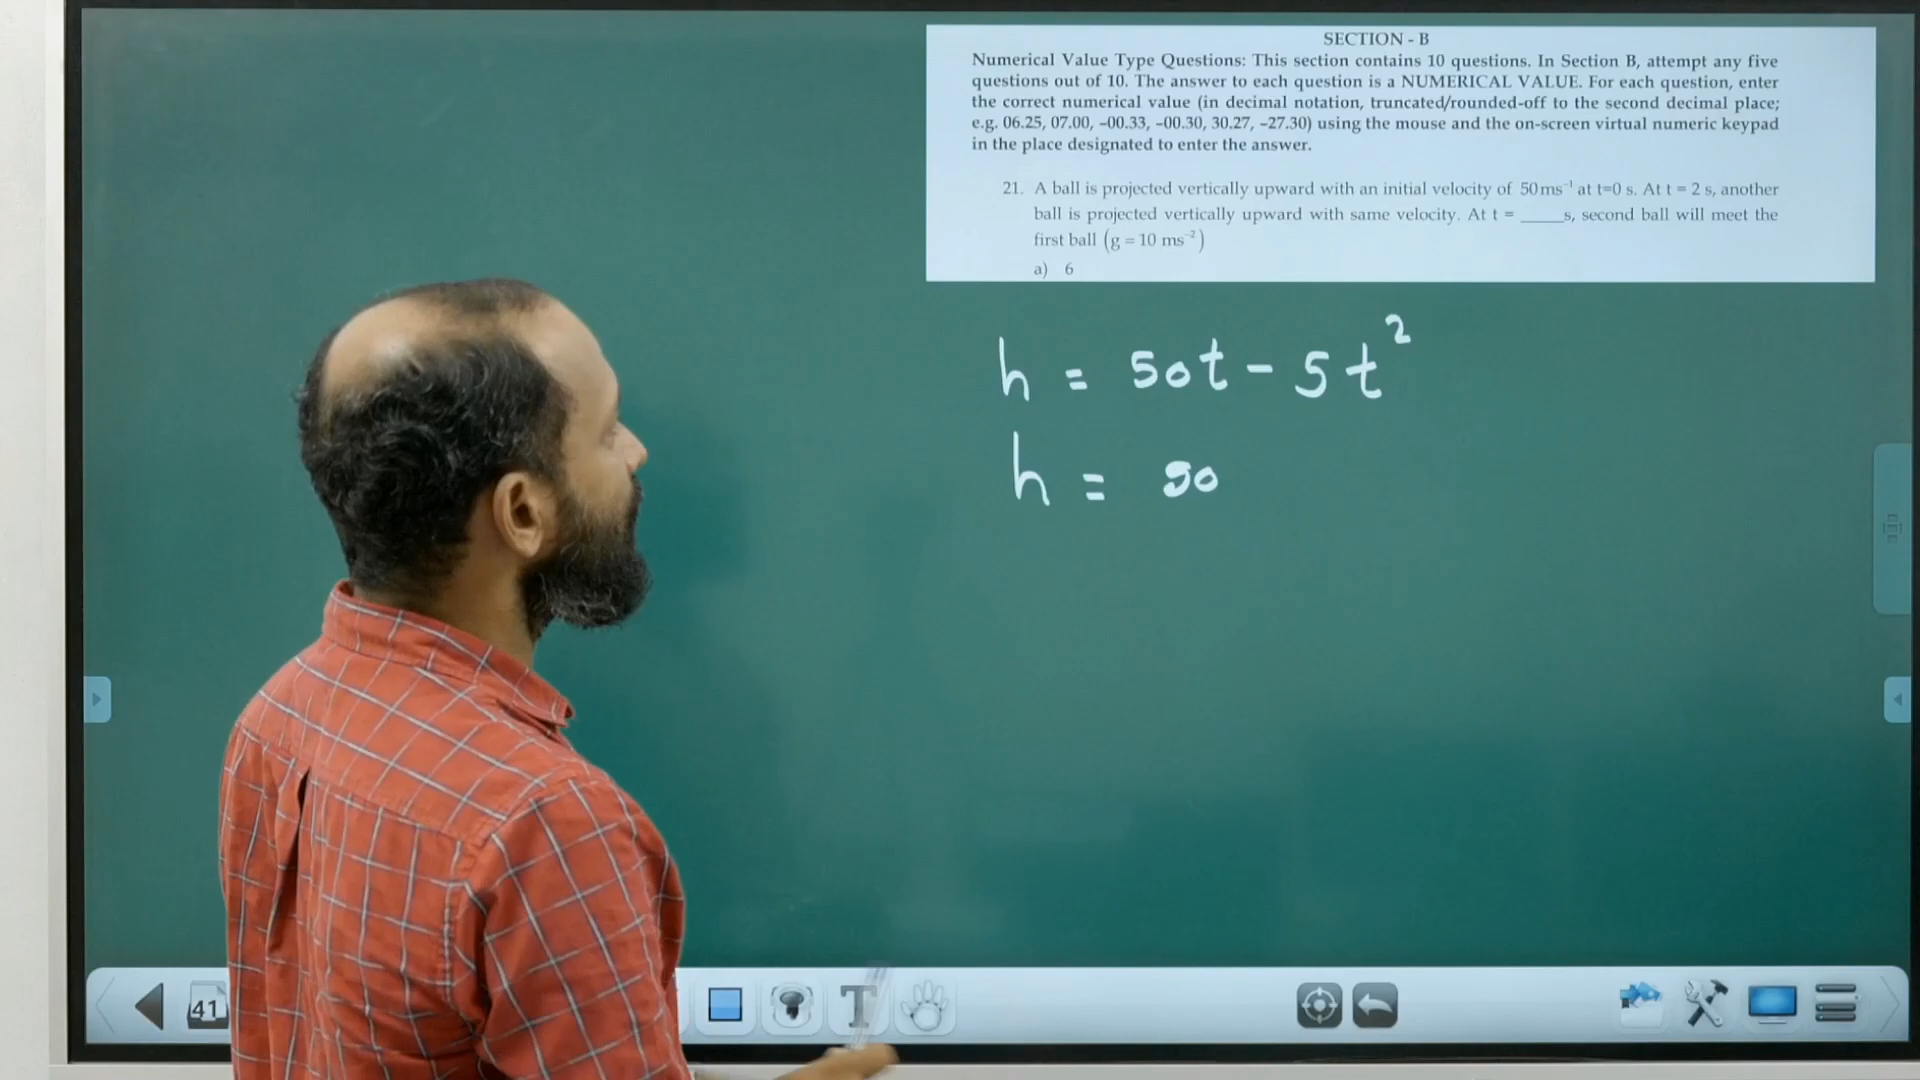 SECTION - B
Numerical Value Type Questions: This section contains 10 questions. In Section B, attempt any five
questions out of 10. The answer to each question is a NUMERICAL VALUE. For each question, enter
the correct numerical value (in decimal notation, truncated/rounded-off to the second decimal place;
e.g. 06.25, 07.00, –00.33, –00.30, 30.27, –27.30) using the mouse and the on-screen virtual numeric keypad
in the place designated to enter the answer.
21. A ball is projected vertically upward with an initial velocity of 50ms⁻¹ at t=0 s. At t = 2 s, another
ball is projected vertically upward with same velocity. At t = _____s, second ball will meet the
first ball (g = 10 ms⁻²)
a) 6
h = 50t - 5t²
h = 50
41
T